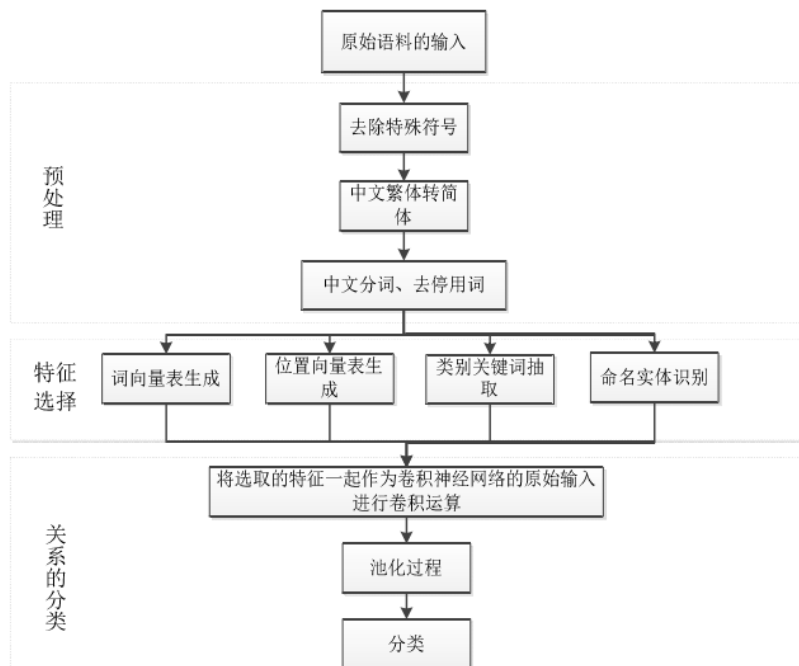 原始语料的输入
预处理
去除特殊符号
中文繁体转简
体
中文分词、去停用词
特征
选择
词向量表生成
位置向量表生
成
类别关键词抽
取
命名实体识别
关系的分类
将选取的特征一起作为卷积神经网络的原始输入
进行卷积运算
池化过程
分类